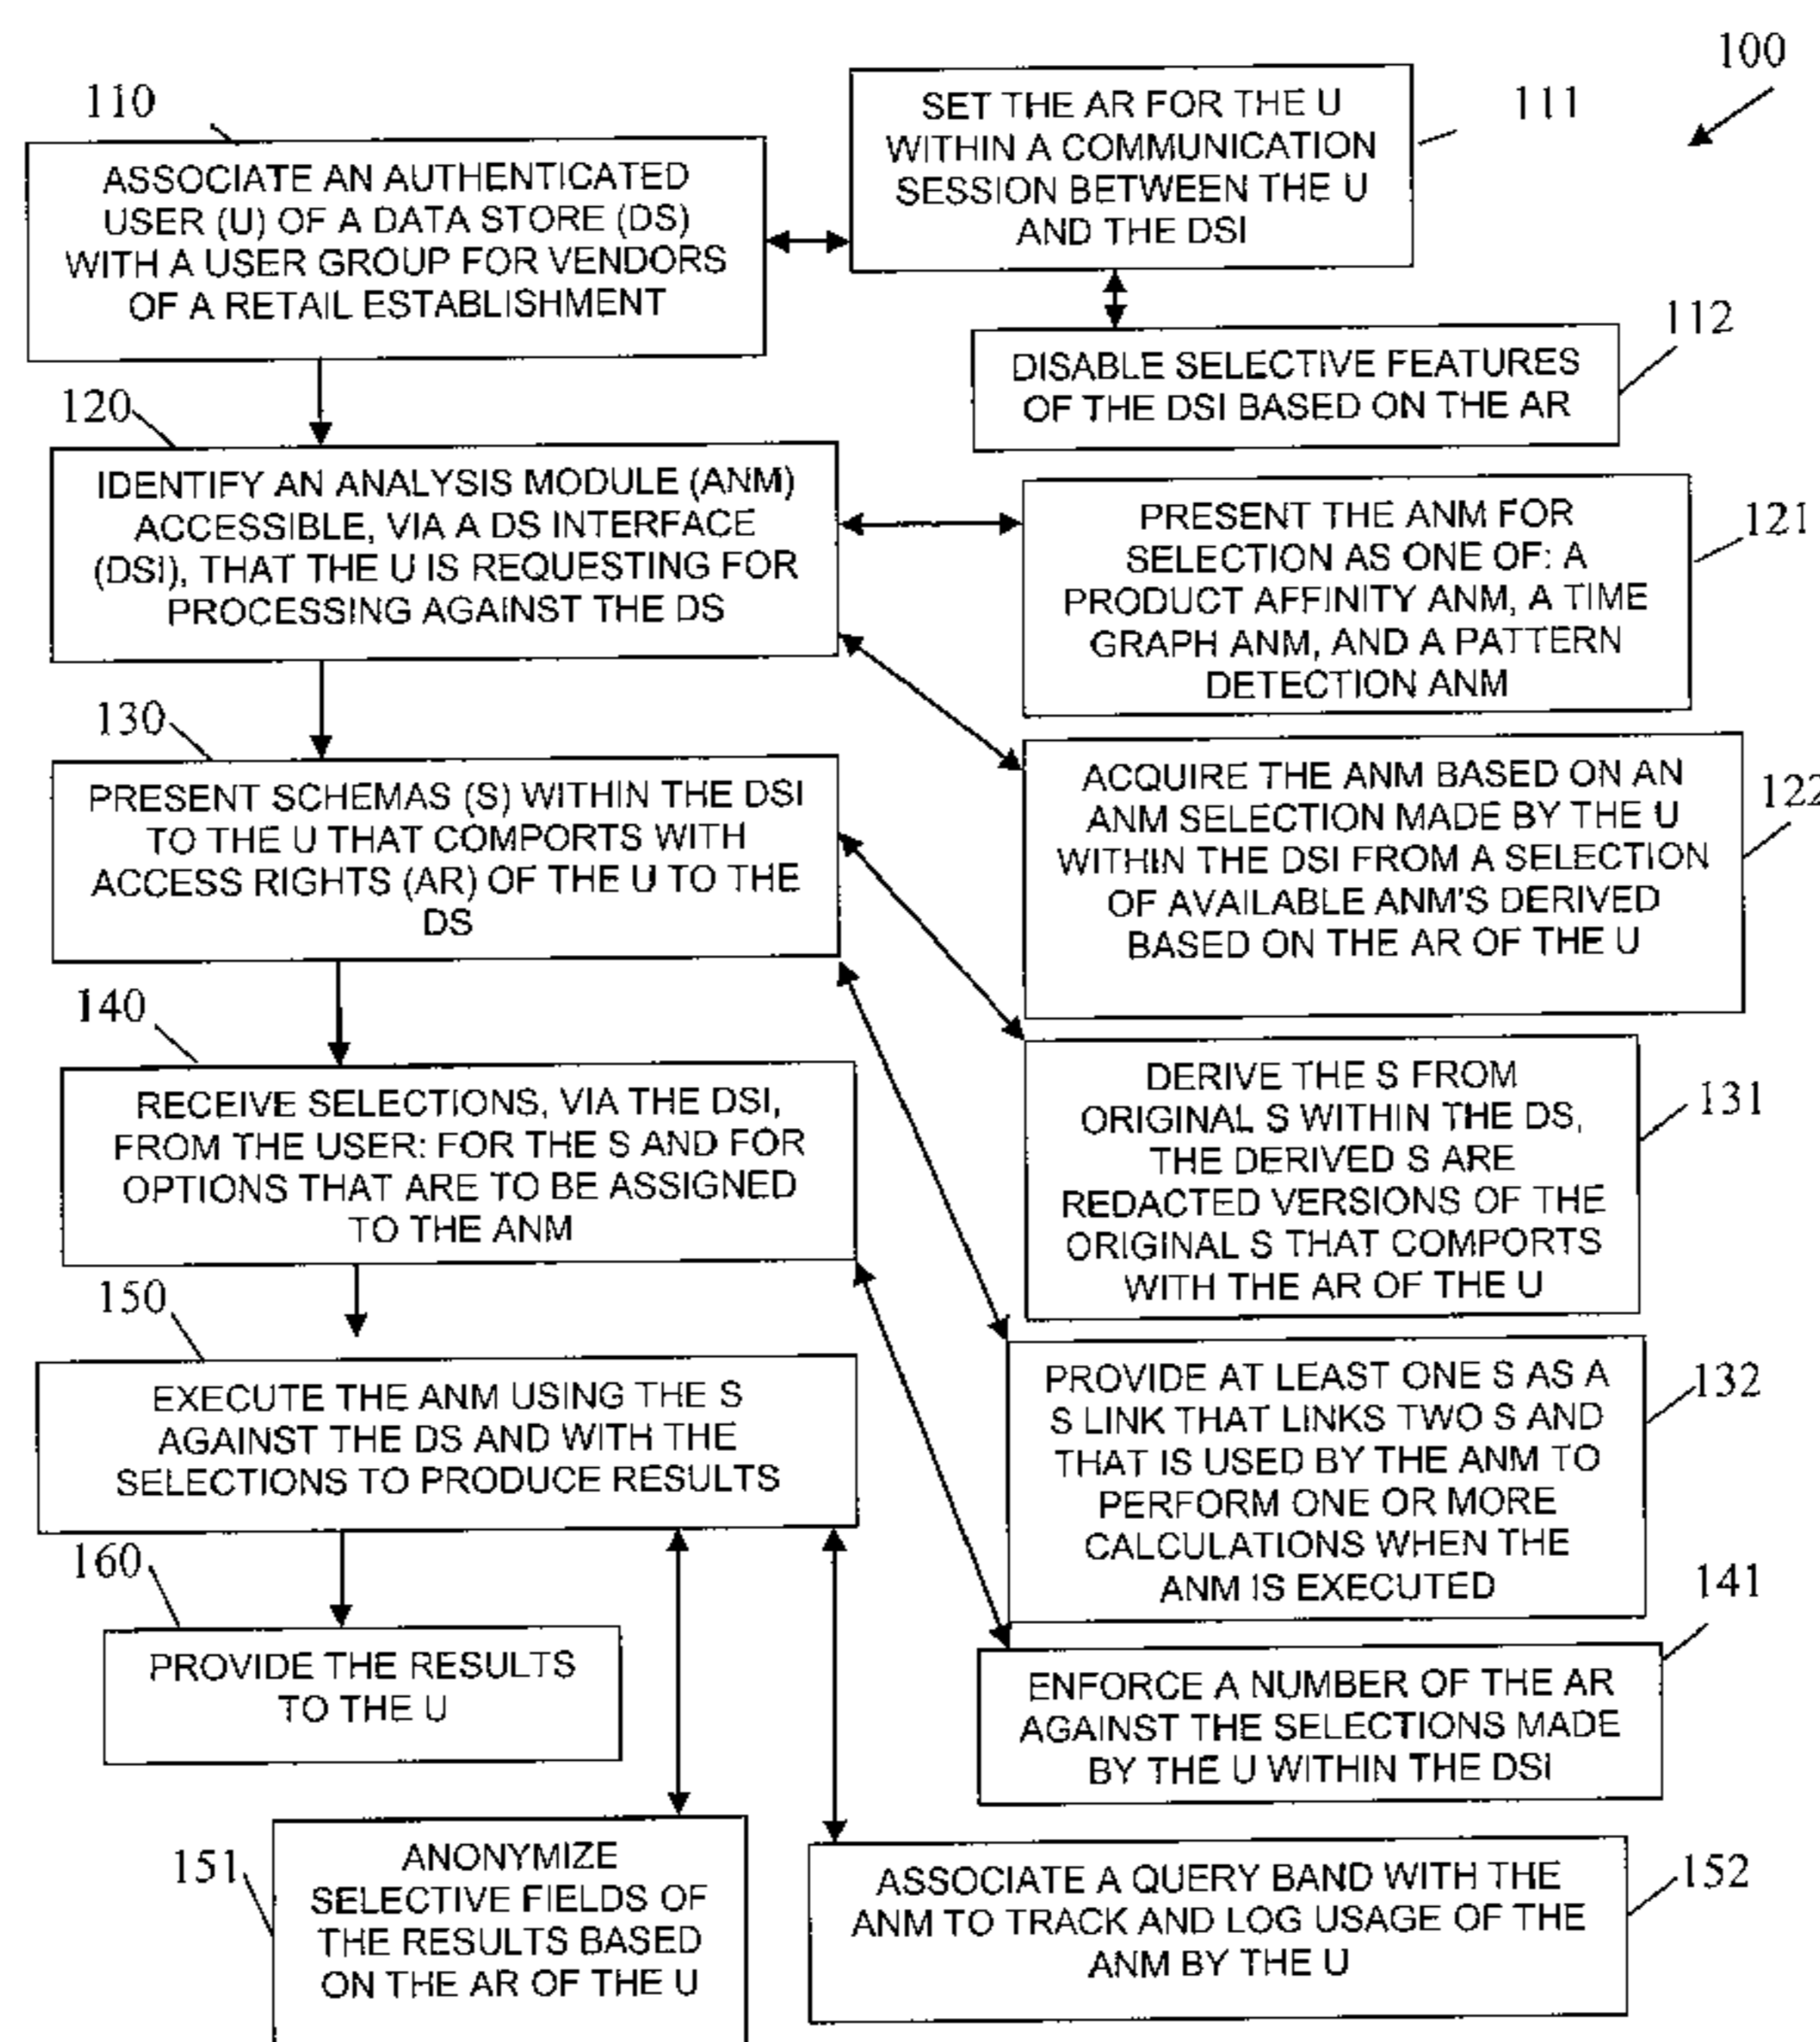 100
110
ASSOCIATE AN AUTHENTICATED
USER (U) OF A DATA STORE (DS)
WITH A USER GROUP FOR VENDORS
OF A RETAIL ESTABLISHMENT
111
SET THE AR FOR THE U
WITHIN A COMMUNICATION
SESSION BETWEEN THE U
AND THE DSI
112
DISABLE SELECTIVE FEATURES
OF THE DSI BASED ON THE AR
120
IDENTIFY AN ANALYSIS MODULE (ANM)
ACCESSIBLE, VIA A DS INTERFACE
(DSI), THAT THE U IS REQUESTING FOR
PROCESSING AGAINST THE DS
121
PRESENT THE ANM FOR
SELECTION AS ONE OF: A
PRODUCT AFFINITY ANM, A TIME
GRAPH ANM, AND A PATTERN
DETECTION ANM
122
ACQUIRE THE ANM BASED ON AN
ANM SELECTION MADE BY THE U
WITHIN THE DSI FROM A SELECTION
OF AVAILABLE ANM'S DERIVED
BASED ON THE AR OF THE U
130
PRESENT SCHEMAS (S) WITHIN THE DSI
TO THE U THAT COMPORTS WITH
ACCESS RIGHTS (AR) OF THE U TO THE
DS
131
DERIVE THE S FROM
ORIGINAL S WITHIN THE DS,
THE DERIVED S ARE
REDACTED VERSIONS OF THE
ORIGINAL S THAT COMPORTS
WITH THE AR OF THE U
132
PROVIDE AT LEAST ONE S AS A
S LINK THAT LINKS TWO S AND
THAT IS USED BY THE ANM TO
PERFORM ONE OR MORE
CALCULATIONS WHEN THE
ANM IS EXECUTED
140
RECEIVE SELECTIONS, VIA THE DSI,
FROM THE USER: FOR THE S AND FOR
OPTIONS THAT ARE TO BE ASSIGNED
TO THE ANM
141
ENFORCE A NUMBER OF THE AR
AGAINST THE SELECTIONS MADE
BY THE U WITHIN THE DSI
150
EXECUTE THE ANM USING THE S
AGAINST THE DS AND WITH THE
SELECTIONS TO PRODUCE RESULTS
160
PROVIDE THE RESULTS
TO THE U
151
ANONYMIZE
SELECTIVE FIELDS OF
THE RESULTS BASED
ON THE AR OF THE U
152
ASSOCIATE A QUERY BAND WITH THE
ANM TO TRACK AND LOG USAGE OF THE
ANM BY THE U